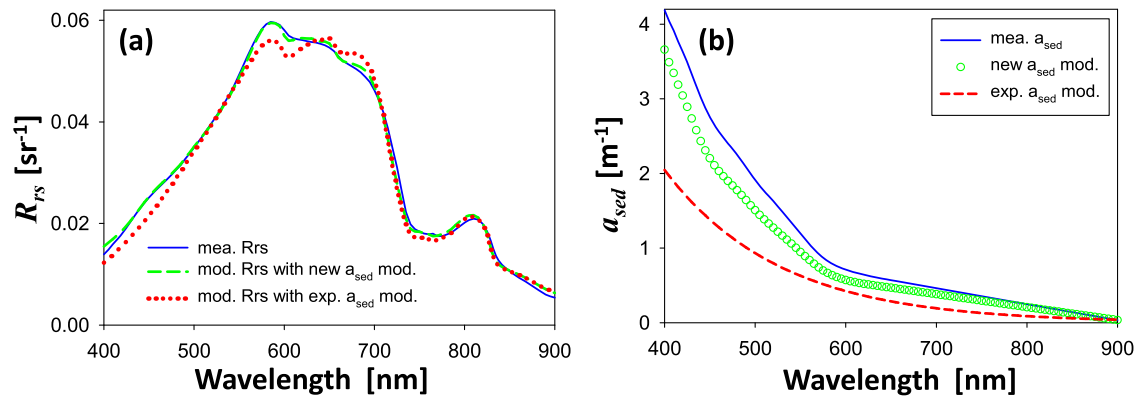 (a)
0.06
0.04
0.02
0.00
Rrs [sr-1]
mea. Rrs
mod. Rrs with new ased mod.
mod. Rrs with exp. ased mod.
400 500 600 700 800 900
Wavelength [nm]
(b)
4
3
2
1
0
ased [m-1]
mea. ased
new ased mod.
exp. ased mod.
400 500 600 700 800 900
Wavelength [nm]